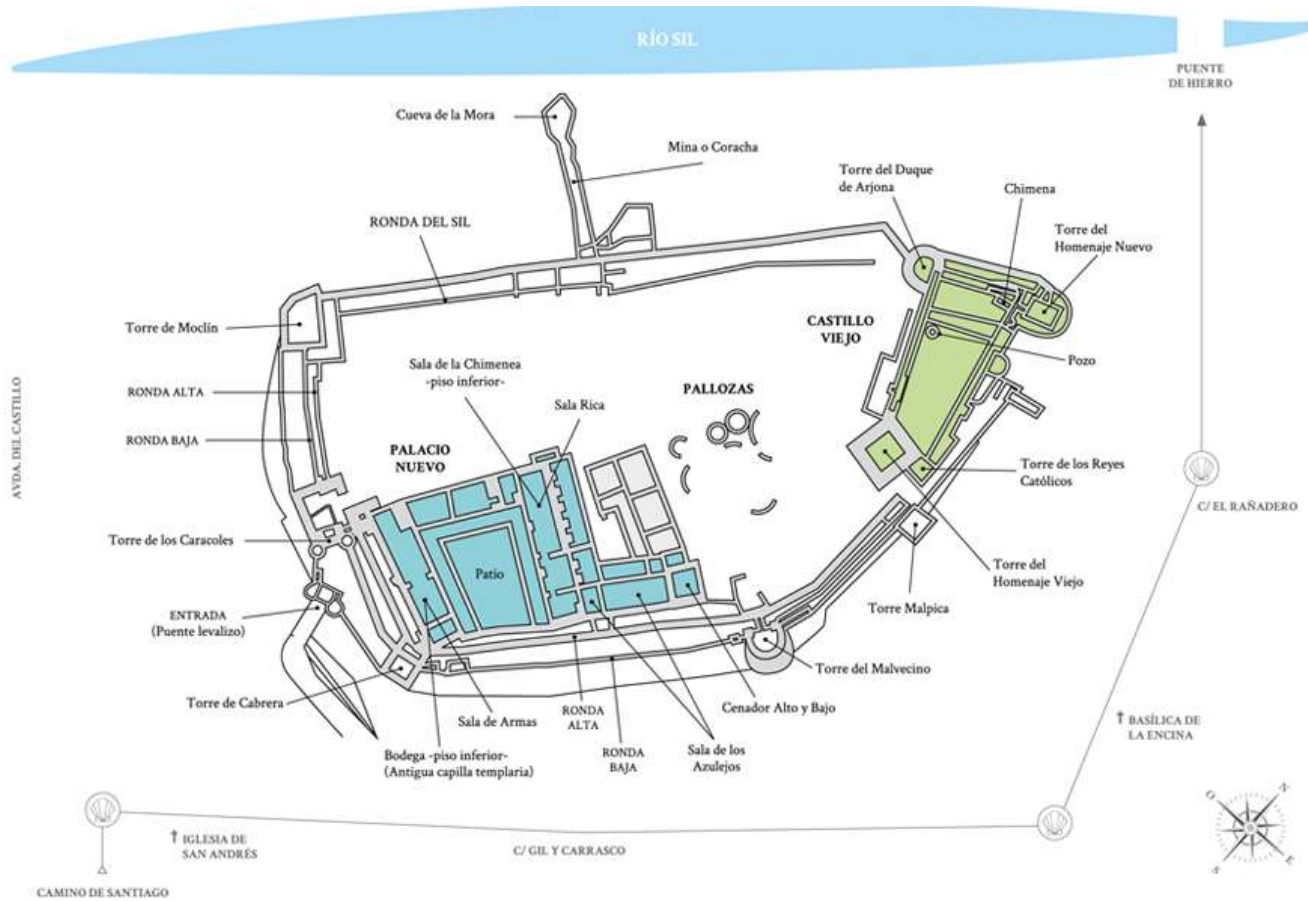 RÍO SIL
PUENTE
DE HIERRO
Cueva de la Mora
Mina o Coracha
Torre del Duque
de Arjona
Chimena
RONDA DEL SIL
Torre del
Homenaje Nuevo
Torre de Moclín
CASTILLO
VIEJO
Sala de la Chimenea
-piso inferior-
Pozo
RONDA ALTA
PALLOZAS
Sala Rica
AVDA. DEL CASTILLO
RONDA BAJA
PALACIO
NUEVO
Torre de los Reyes
Católicos
C/ EL RAÑADERO
Torre de los Caracoles
Patio
Torre del
Homenaje Viejo
ENTRADA
(Puente levalizo)
Torre Malpica
Torre del Malvecino
Torre de Cabrera
Cenador Alto y Bajo
Sala de Armas
RONDA
ALTA
† BASÍLICA DE
LA ENCINA
Bodega -piso inferior-
(Antigua capilla templaria)
RONDA
BAJA
Sala de los
Azulejos
O
N
† IGLESIA DE
SAN ANDRÉS
C/ GIL Y CARRASCO
S
E
CAMINO DE SANTIAGO